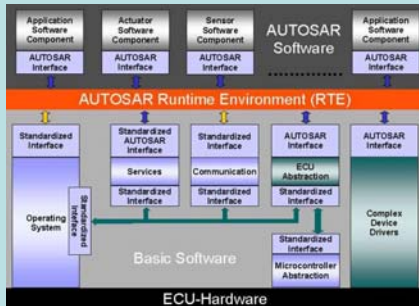 Application
Software
Component
AUTOSAR
Interface
Actuator
Software
Component
AUTOSAR
Interface
Sensor
Software
Component
AUTOSAR
Interface
AUTOSAR
Software
..............
Application
Software
Component
AUTOSAR
Interface
AUTOSAR Runtime Environment (RTE)
Standardized
Interface
Operating
System
Standardized
Interface
Standardized
AUTOSAR
Interface
Services
Standardized
Interface
Standardized
Interface
Communication
Standardized
Interface
AUTOSAR
Interface
ECU
Abstraction
Standardized
Interface
AUTOSAR
Interface
Complex
Device
Drivers
Basic Software
Standardized
Interface
Microcontroller
Abstraction
ECU-Hardware